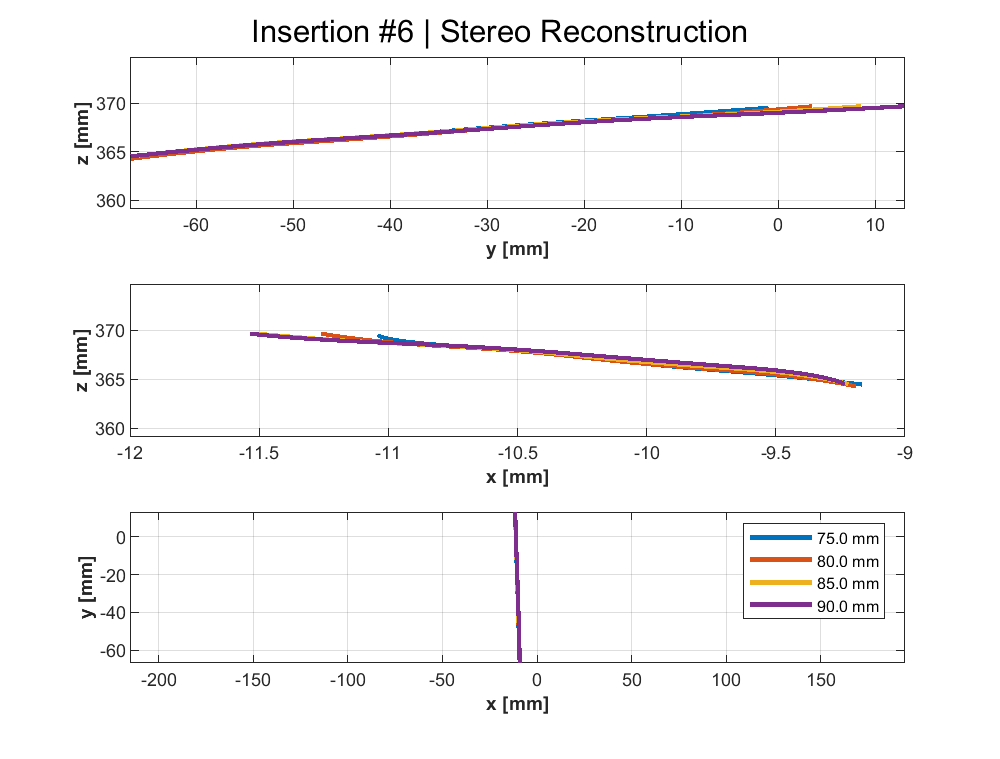 Insertion #6 | Stereo Reconstruction
370
365
360
z [mm]
-60 -50 -40 -30 -20 -10 0 10
y [mm]
370
365
360
z [mm]
-12 -11.5 -11 -10.5 -10 -9.5 -9
x [mm]
0
-20
-40
-60
y [mm]
75.0 mm
80.0 mm
85.0 mm
90.0 mm
-200 -150 -100 -50 0 50 100 150
x [mm]